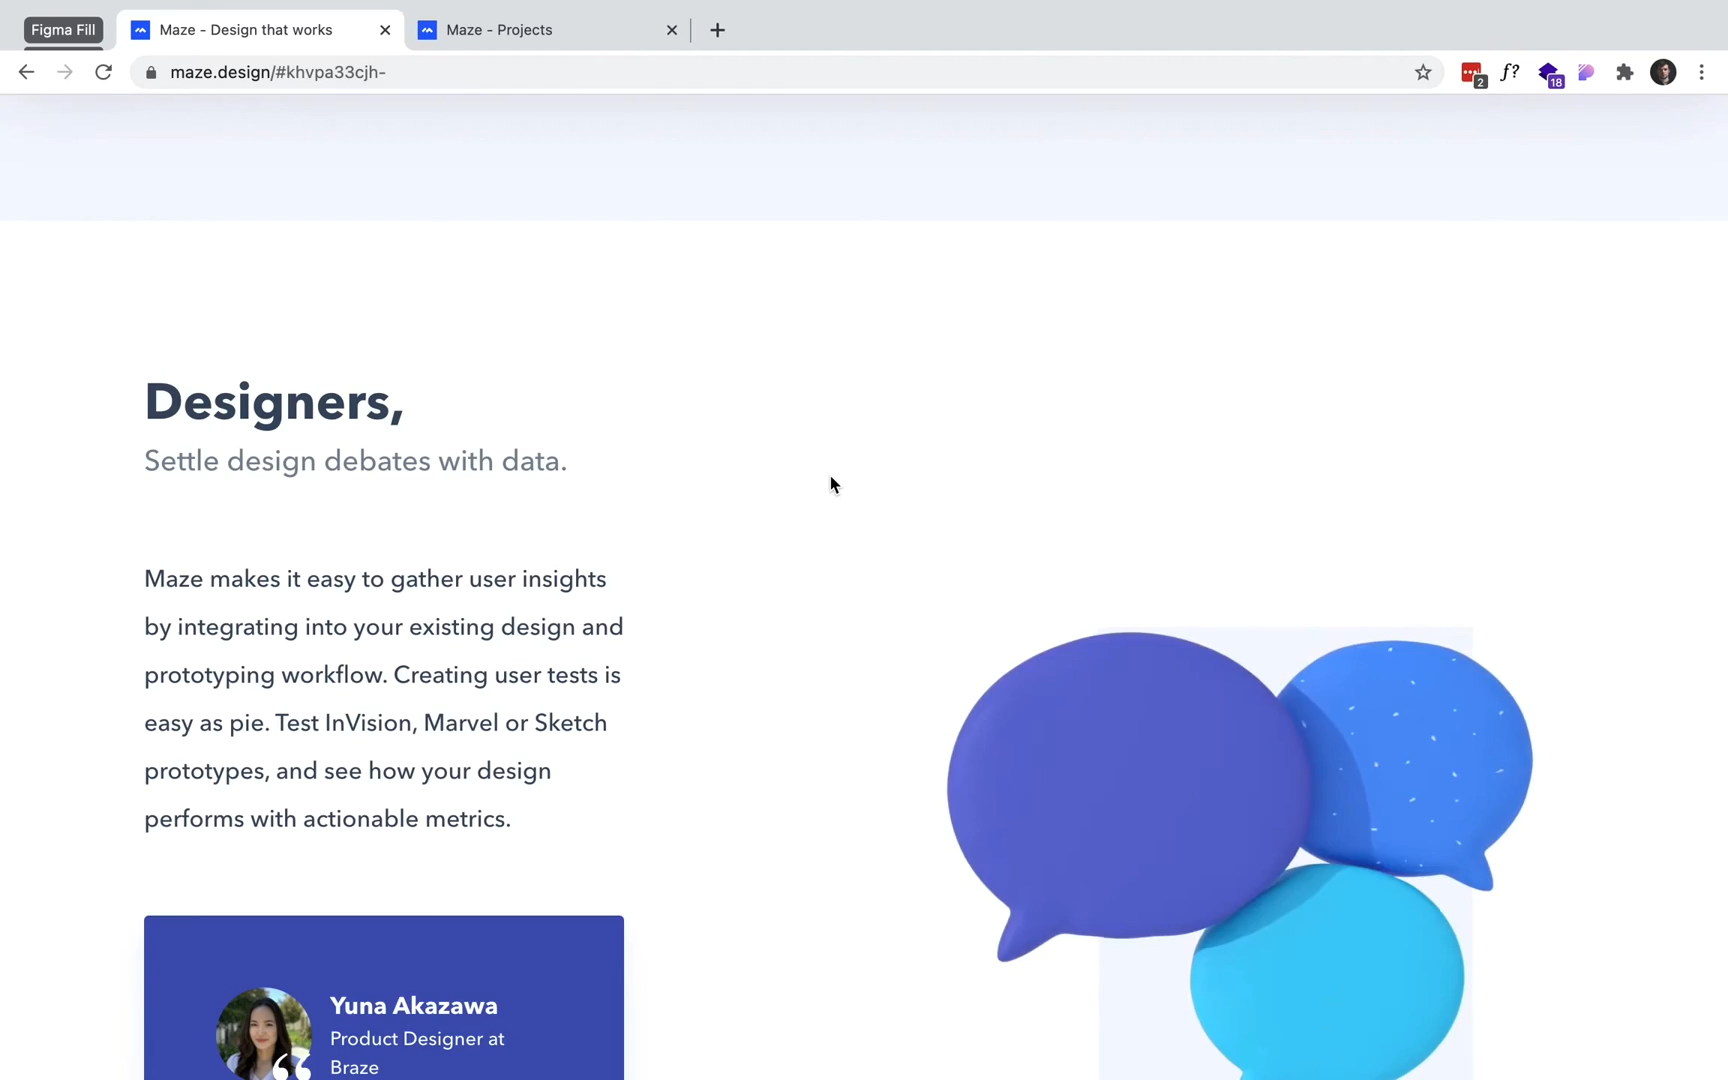 Figma Fill
Maze - Design that works
Maze - Projects
maze.design/#khvpa33cjh-
2
f?
18
Designers,
Settle design debates with data.
Maze makes it easy to gather user insights
by integrating into your existing design and
prototyping workflow. Creating user tests is
easy as pie. Test InVision, Marvel or Sketch
prototypes, and see how your design
performs with actionable metrics.
Yuna Akazawa
Product Designer at
Braze